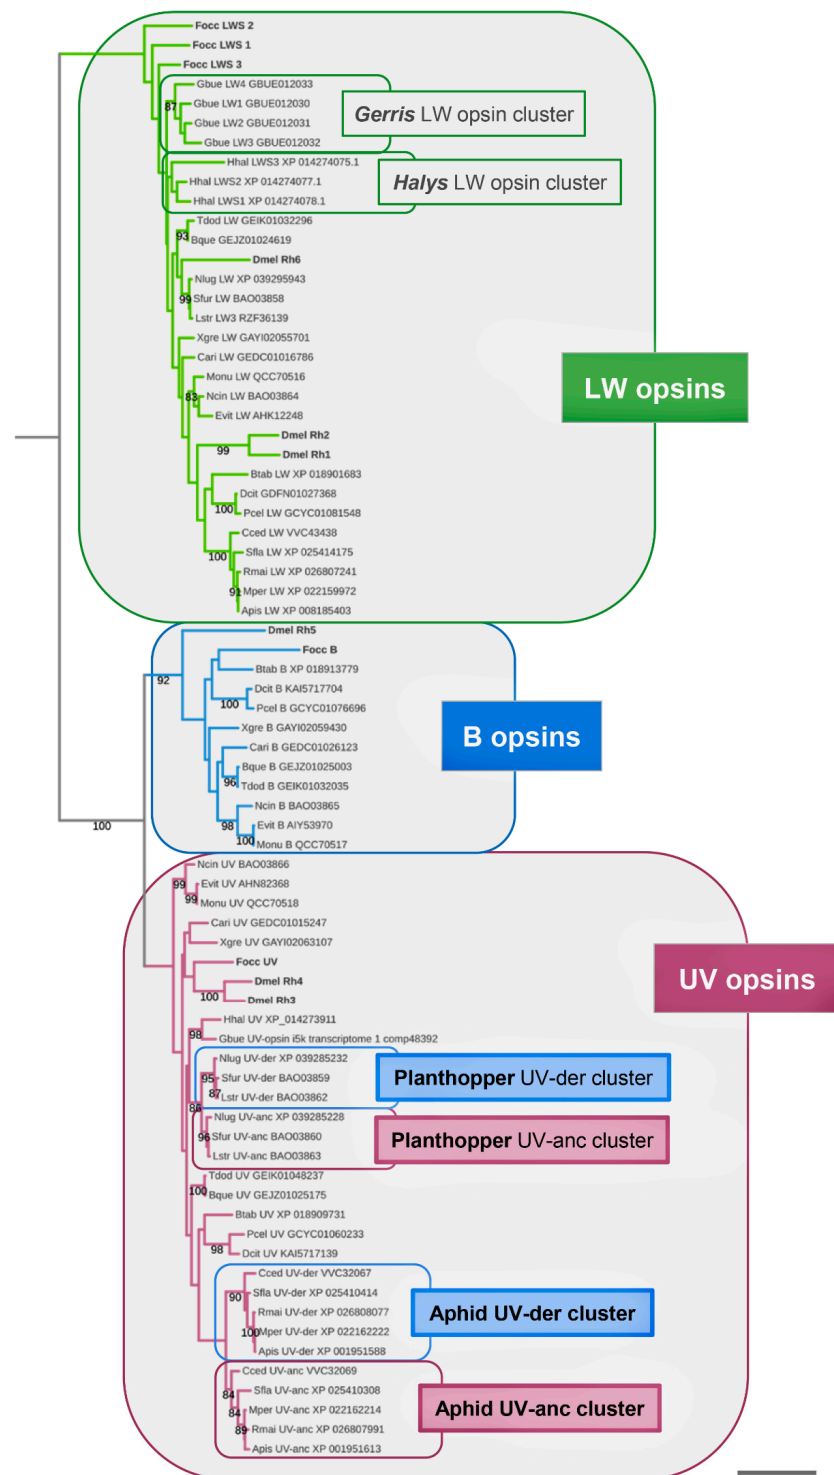 Focc LWS 2
Focc LWS 1
Focc LWS 3
Gbue LW4 GBUE012033
87
Gbue LW1 GBUE012030
Gerris LW opsin cluster
Gbue LW2 GBUE012031
Gbue LW3 GBUE012032
Hhal LWS3 XP 014274075.1
Hhal LWS2 XP 014274077.1
Halys LW opsin cluster
Hhal LWS1 XP 014274078.1
Tdod LW GEIK01032296
93
Bque GEJZ01024619
Dmel Rh6
Nlug LW XP 039295943
99
Sfur LW BAO03858
Lstr LW3 RZF36139
Xgre LW GAYI02055701
Cari LW GEDC01016786
Monu LW QCC70516
LW opsins
83
Ncin LW BAO03864
Evit LW AHK12248
Dmel Rh2
99
Dmel Rh1
Btab LW XP 018901683
Dcit GDFN01027368
100
Pcel LW GCYC01081548
Cced LW VVC43438
100
Sfla LW XP 025414175
Rmai LW XP 026807241
91
Mper LW XP 022159972
Apis LW XP 008185403
Dmel Rh5
Focc B
Btab B XP 018913779
92
Dcit B KAI5717704
100
Pcel B GCYC01076696
Xgre B GAYI02059430
B opsins
Cari B GEDC01026123
Bque B GEJZ01025003
96
Tdod B GEIK01032035
Ncin B BAO03865
98
Evit B AIY53970
100
100
Monu B QCC70517
Ncin UV BAO03866
99
Evit UV AHN82368
99
Monu UV QCC70518
Cari UV GEDC01015247
Xgre UV GAYI02063107
Focc UV
UV opsins
Dmel Rh4
100
Dmel Rh3
Hhal UV XP_014273911
98
Gbue UV-opsin i5k transcriptome 1 comp48392
Nlug UV-der XP 039285232
95
Sfur UV-der BAO03859
Planthopper UV-der cluster
87
Lstr UV-der BAO03862
86
Nlug UV-anc XP 039285228
96
Sfur UV-anc BAO03860
Planthopper UV-anc cluster
Lstr UV-anc BAO03863
Tdod UV GEIK01048237
100
Bque UV GEJZ01025175
Btab UV XP 018909731
Pcel UV GCYC01060233
98
Dcit UV KAI5717139
Cced UV-der VVC32067
90
Sfla UV-der XP 025410414
Rmai UV-der XP 026808077
Aphid UV-der cluster
100
Mper UV-der XP 022162222
Apis UV-der XP 001951588
Cced UV-anc VVC32069
84
Sfla UV-anc XP 025410308
84
Mper UV-anc XP 022162214
Aphid UV-anc cluster
89
Rmai UV-anc XP 026807991
Apis UV-anc XP 001951613